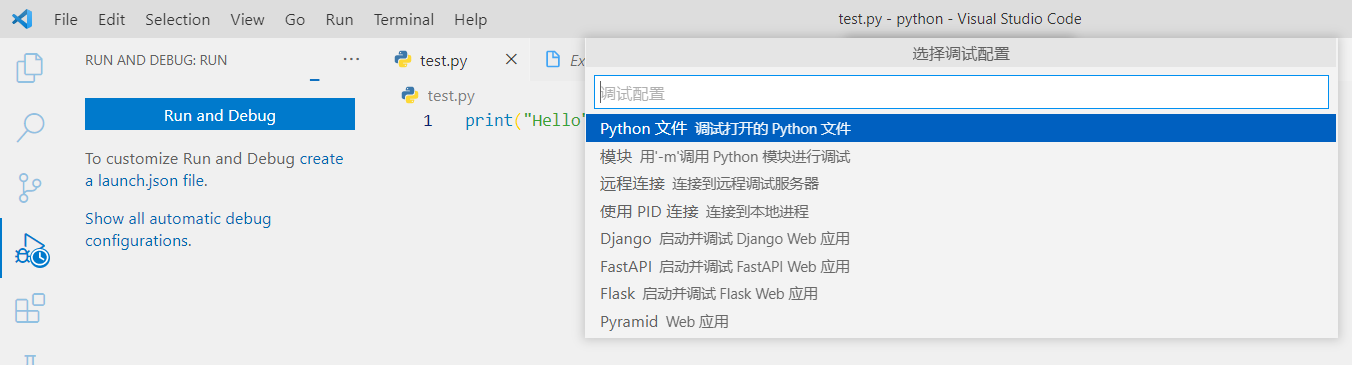 File Edit Selection View Go Run Terminal Help test.py - python - Visual Studio Code
RUN AND DEBUG: RUN ···
Run and Debug
To customize Run and Debug create
a launch.json file.
Show all automatic debug
configurations.
test.py Ex
test.py
1 print("Hello"
选择调试配置
调试配置
Python 文件 调试打开的 Python 文件
模块 用'-m'调用 Python 模块进行调试
远程连接 连接到远程调试服务器
使用 PID 连接 连接到本地进程
Django 启动并调试 Django Web 应用
FastAPI 启动并调试 FastAPI Web 应用
Flask 启动并调试 Flask Web 应用
Pyramid Web 应用